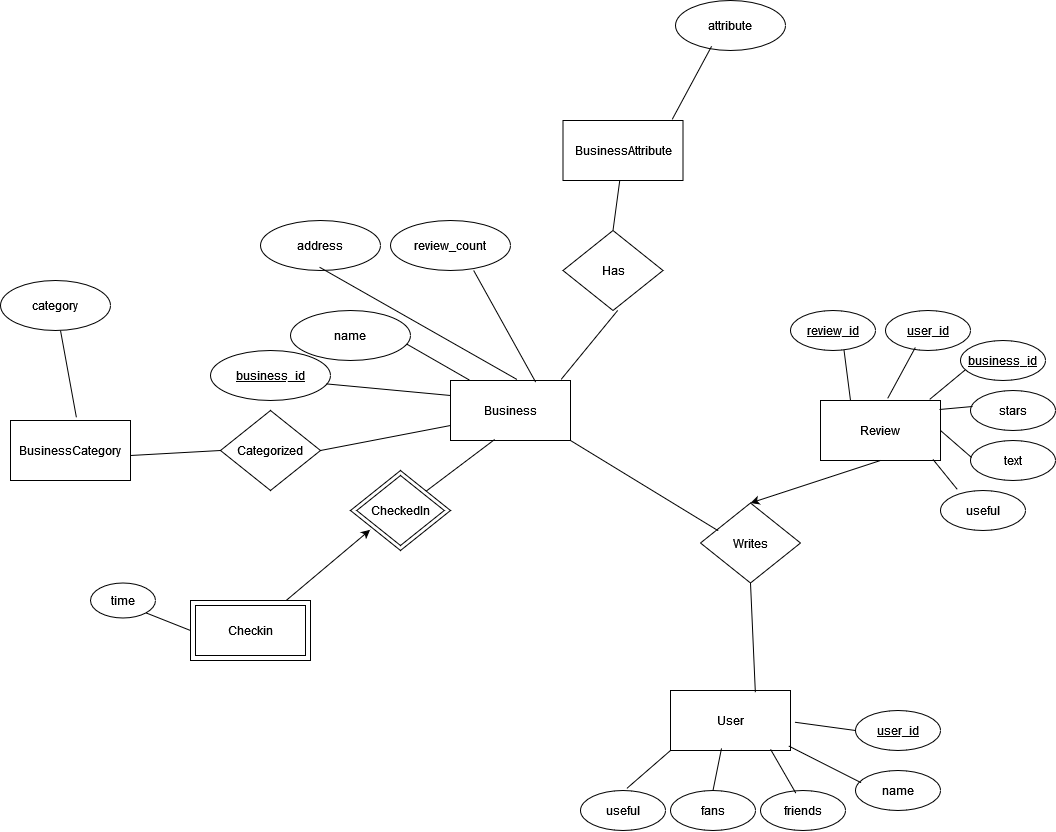 attribute
BusinessAttribute
address
review_count
Has
category
name
review_id
user_id
business_id
business_id
Business
stars
Review
BusinessCategory
Categorized
text
CheckedIn
useful
Writes
time
Checkin
User
user_id
name
useful
fans
friends